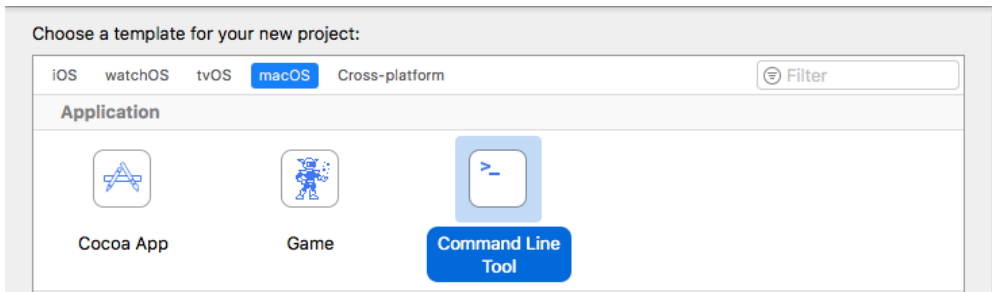 Choose a template for your new project:
iOS watchOS tvOS macOS Cross-platform Filter
Application
>_
Cocoa App Game Command Line
Tool